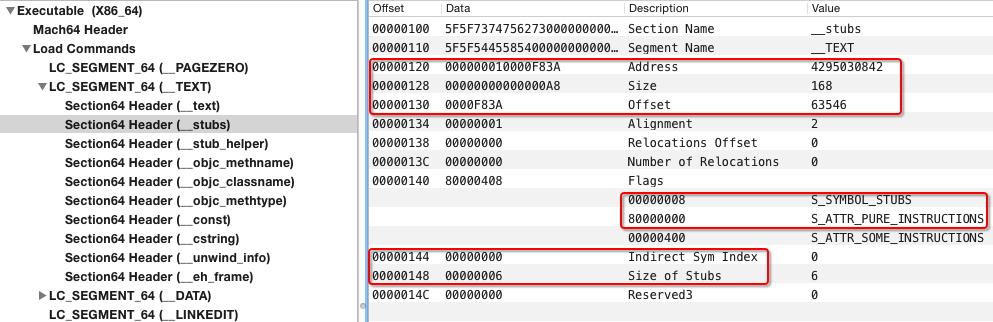 Executable (X86_64)
Mach64 Header
Load Commands
LC_SEGMENT_64 (__PAGEZERO)
LC_SEGMENT_64 (__TEXT)
Section64 Header (__text)
Section64 Header (__stubs)
Section64 Header (__stub_helper)
Section64 Header (__objc_methname)
Section64 Header (__objc_classname)
Section64 Header (__objc_methtype)
Section64 Header (__const)
Section64 Header (__cstring)
Section64 Header (__unwind_info)
Section64 Header (__eh_frame)
LC_SEGMENT_64 (__DATA)
LC_SEGMENT_64 (__LINKEDIT)
Offset Data Description Value
00000100 5F5F7374756273000000000... Section Name __stubs
00000110 5F5F5445585400000000000... Segment Name __TEXT
00000120 000000010000F83A Address 4295030842
00000128 00000000000000A8 Size 168
00000130 0000F83A Offset 63546
00000134 00000001 Alignment 2
00000138 00000000 Relocations Offset 0
0000013C 00000000 Number of Relocations 0
00000140 80000408 Flags
00000008 S_SYMBOL_STUBS
80000000 S_ATTR_PURE_INSTRUCTIONS
00000400 S_ATTR_SOME_INSTRUCTIONS
00000144 00000000 Indirect Sym Index 0
00000148 00000006 Size of Stubs 6
0000014C 00000000 Reserved3 0